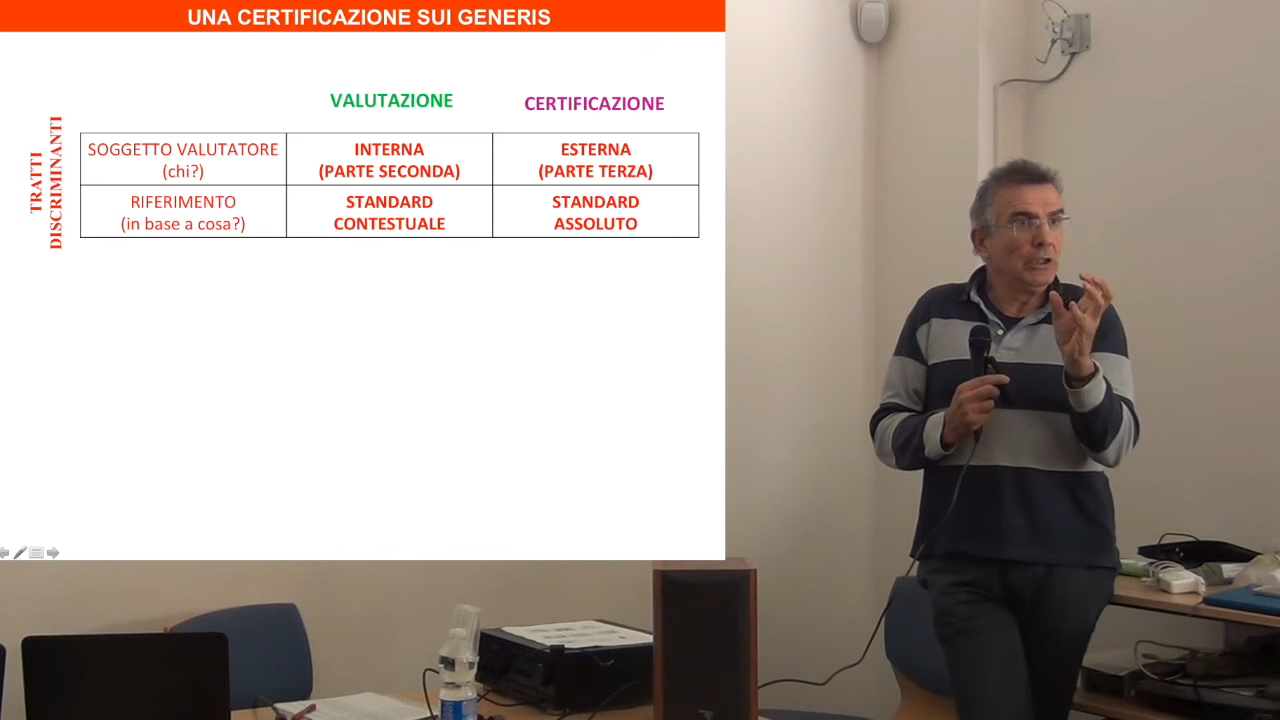 UNA CERTIFICAZIONE SUI GENERIS
VALUTAZIONE
CERTIFICAZIONE
TRATTI
DISCRIMINANTI
SOGGETTO VALUTATORE
(chi?)
INTERNA
(PARTE SECONDA)
ESTERNA
(PARTE TERZA)
RIFERIMENTO
(in base a cosa?)
STANDARD
CONTESTUALE
STANDARD
ASSOLUTO